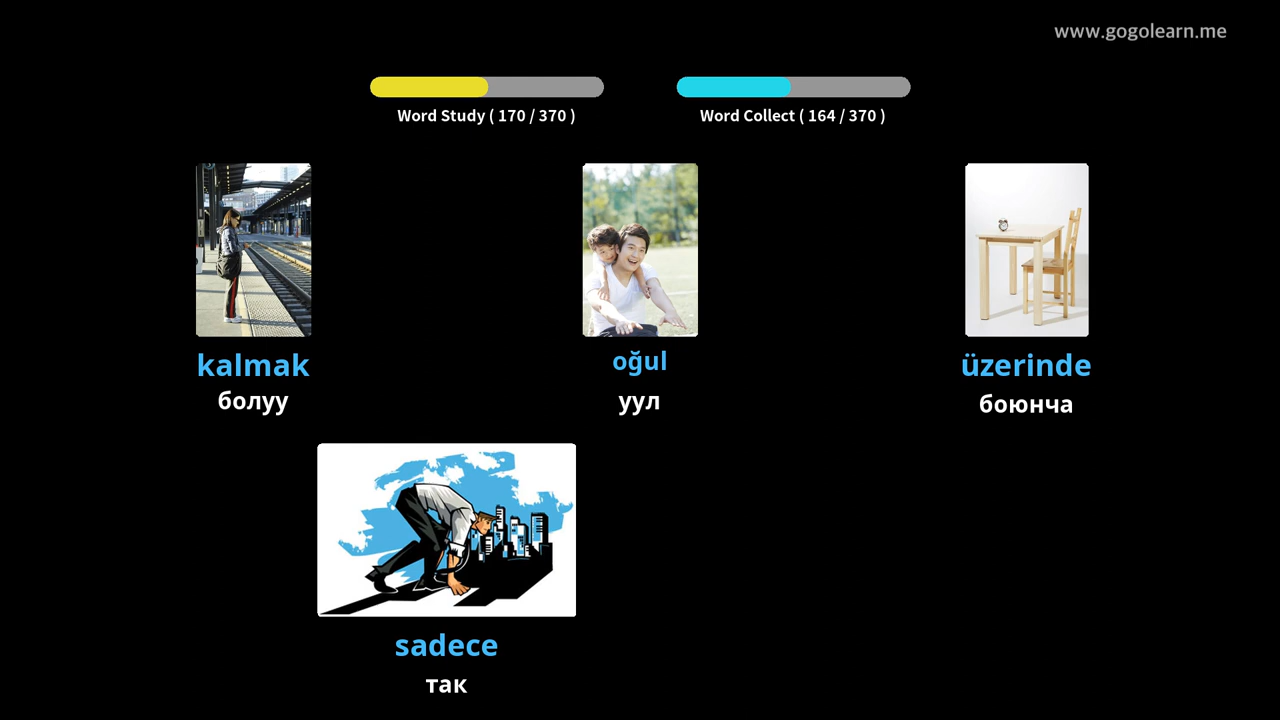 www.gogolearn.me
Word Study ( 170 / 370 )
Word Collect ( 164 / 370 )
kalmak
болуу
oğul
уул
üzerinde
боюнча
sadece
так